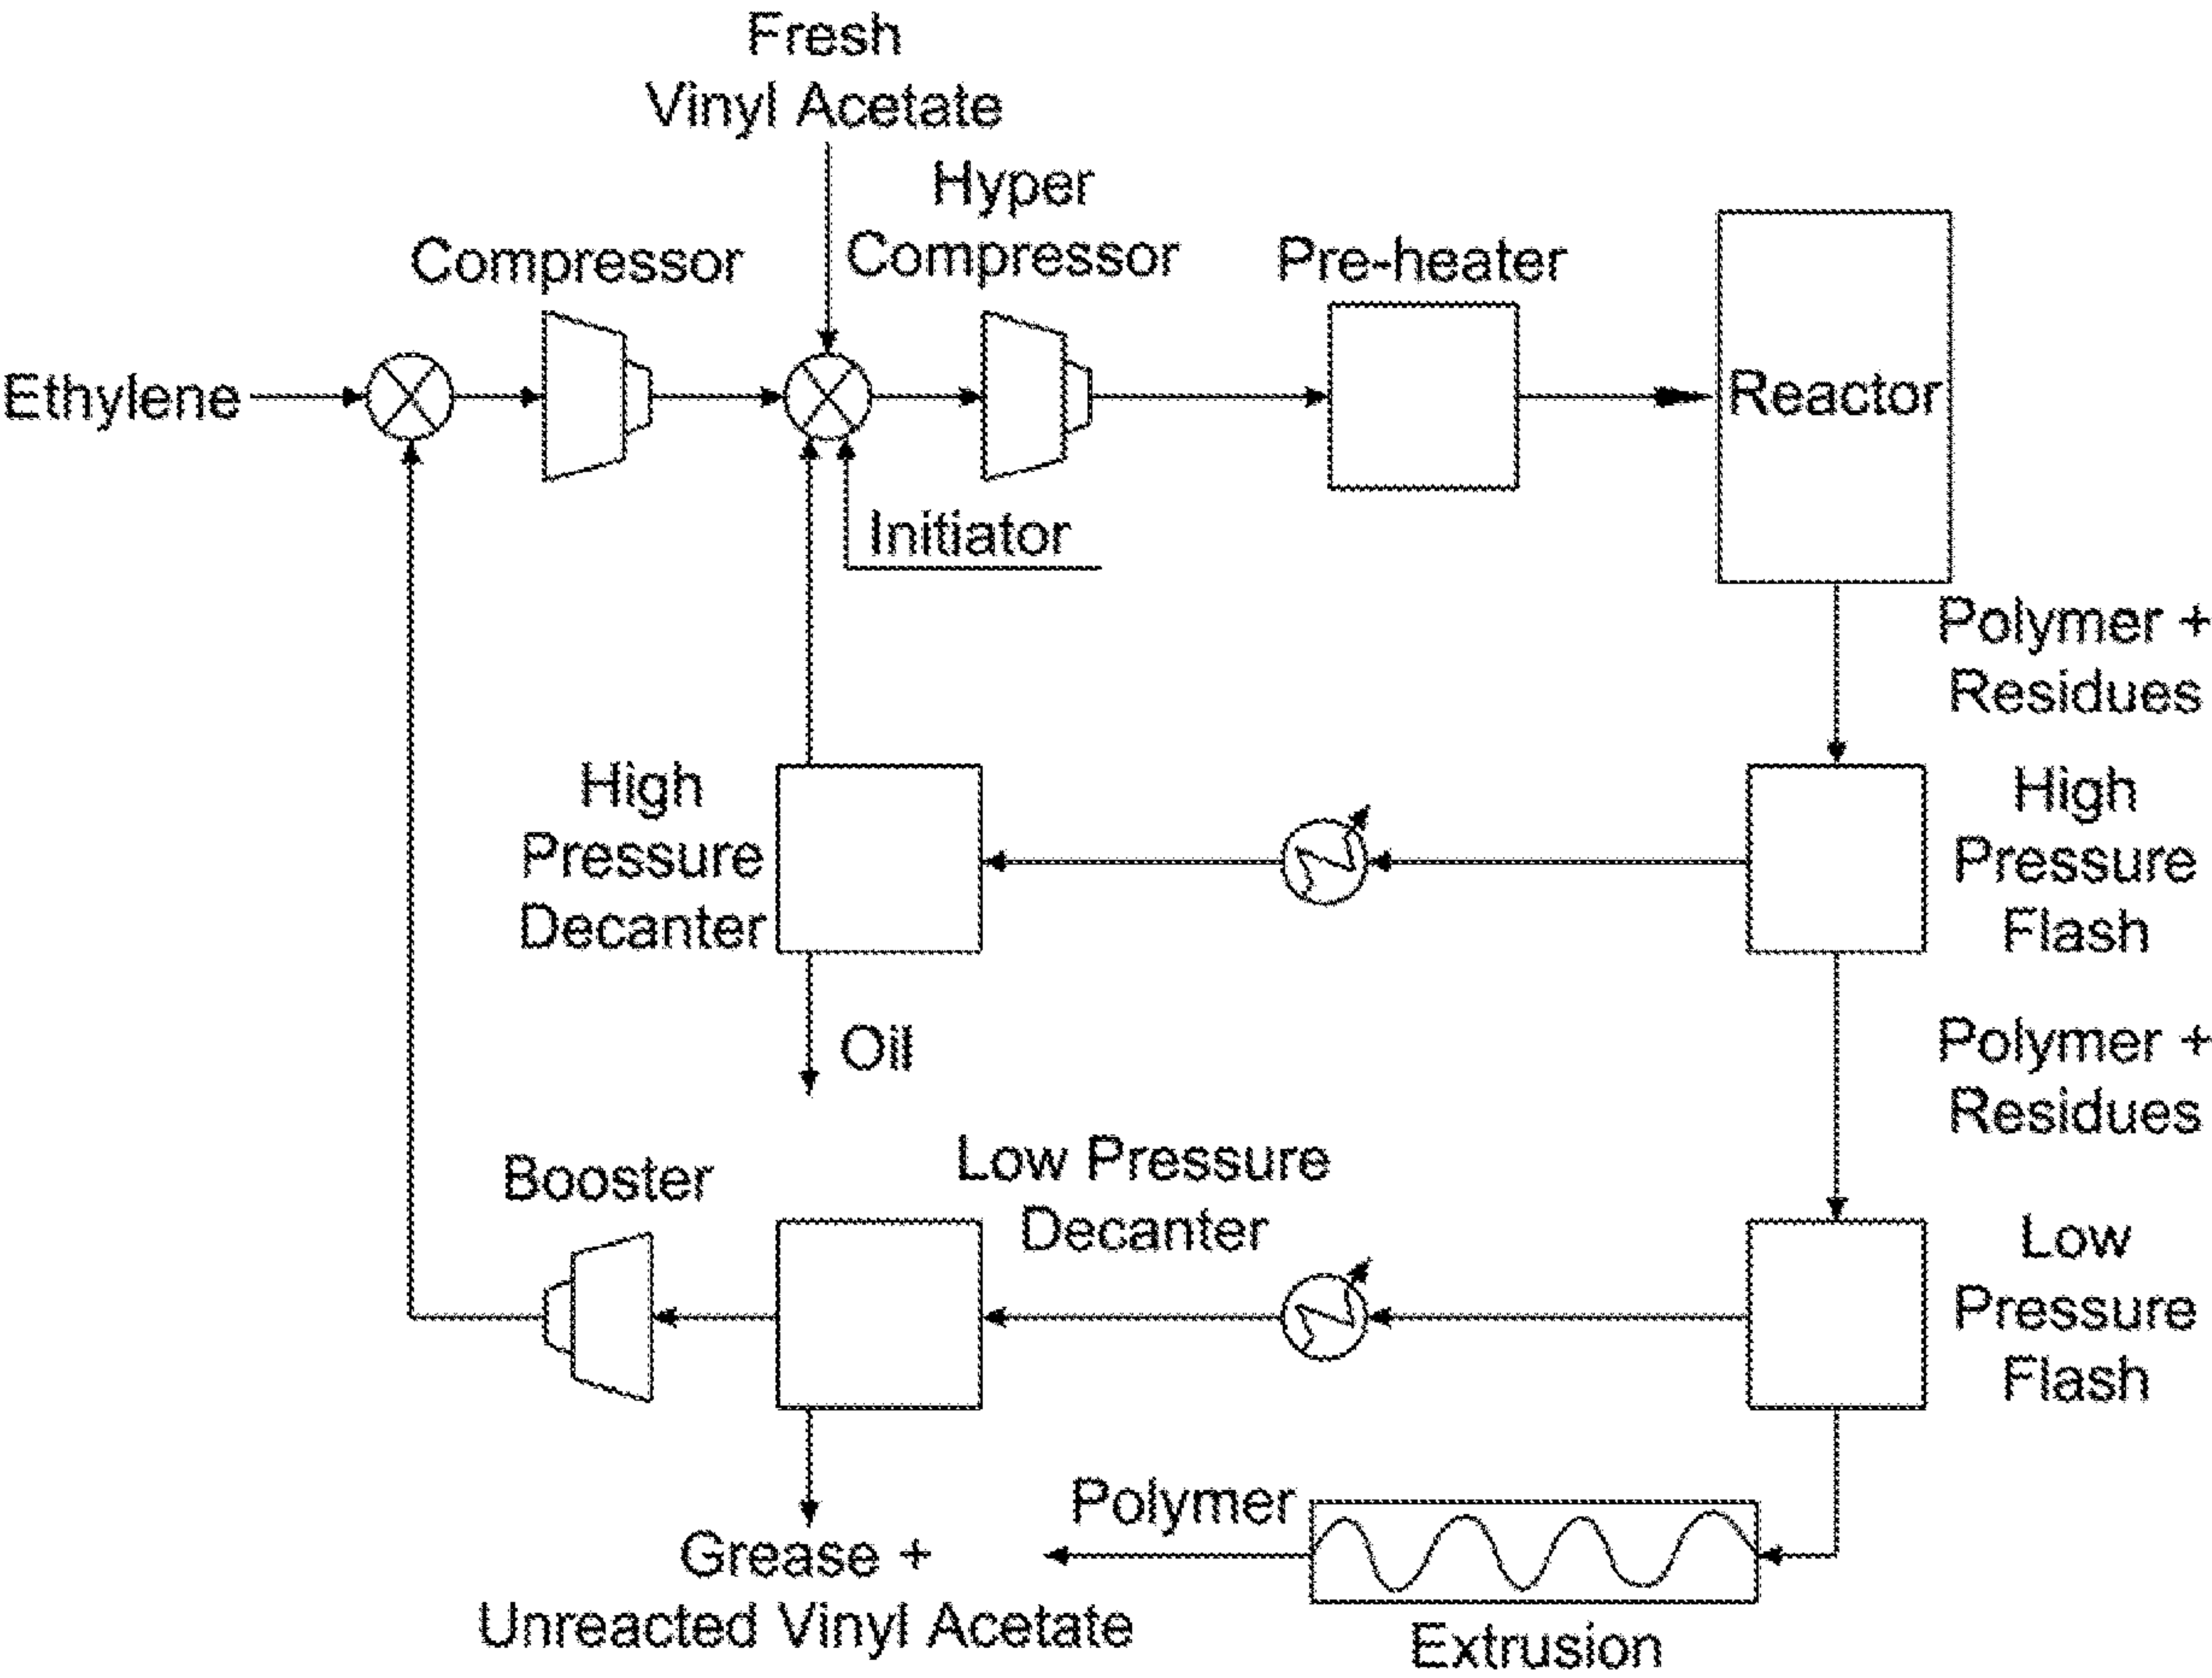 Fresh
Vinyl Acetate
Hyper
Compressor
Compressor
Pre-heater
Ethylene
Reactor
Initiator
Polymer +
Residues
High
Pressure
Decanter
High
Pressure
Flash
Oil
Polymer +
Residues
Booster
Low Pressure
Decanter
Low
Pressure
Flash
Polymer
Grease +
Unreacted Vinyl Acetate
Extrusion